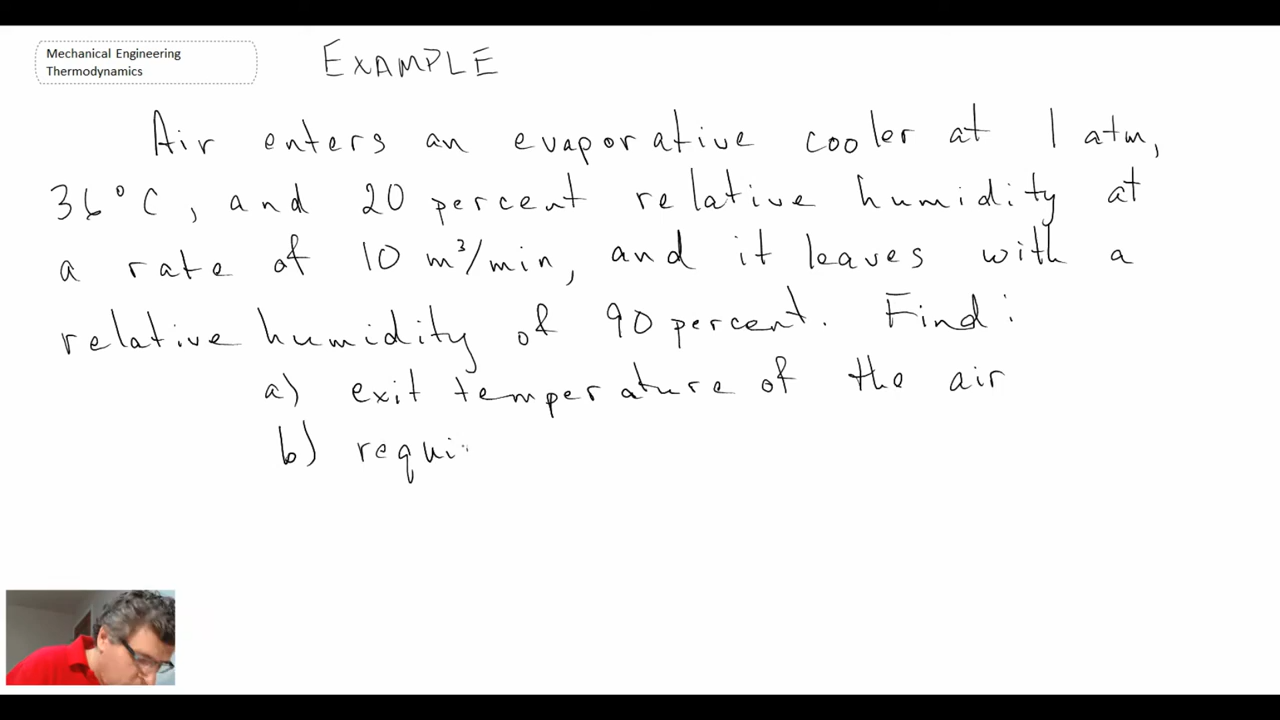 Mechanical Engineering
Thermodynamics
EXAMPLE
Air enters an evaporative cooler at 1 atm,
36°C, and 20 percent relative humidity at
a rate of 10 m³/min, and it leaves with a
relative humidity of 90 percent. Find:
a) exit temperature of the air
b) requi